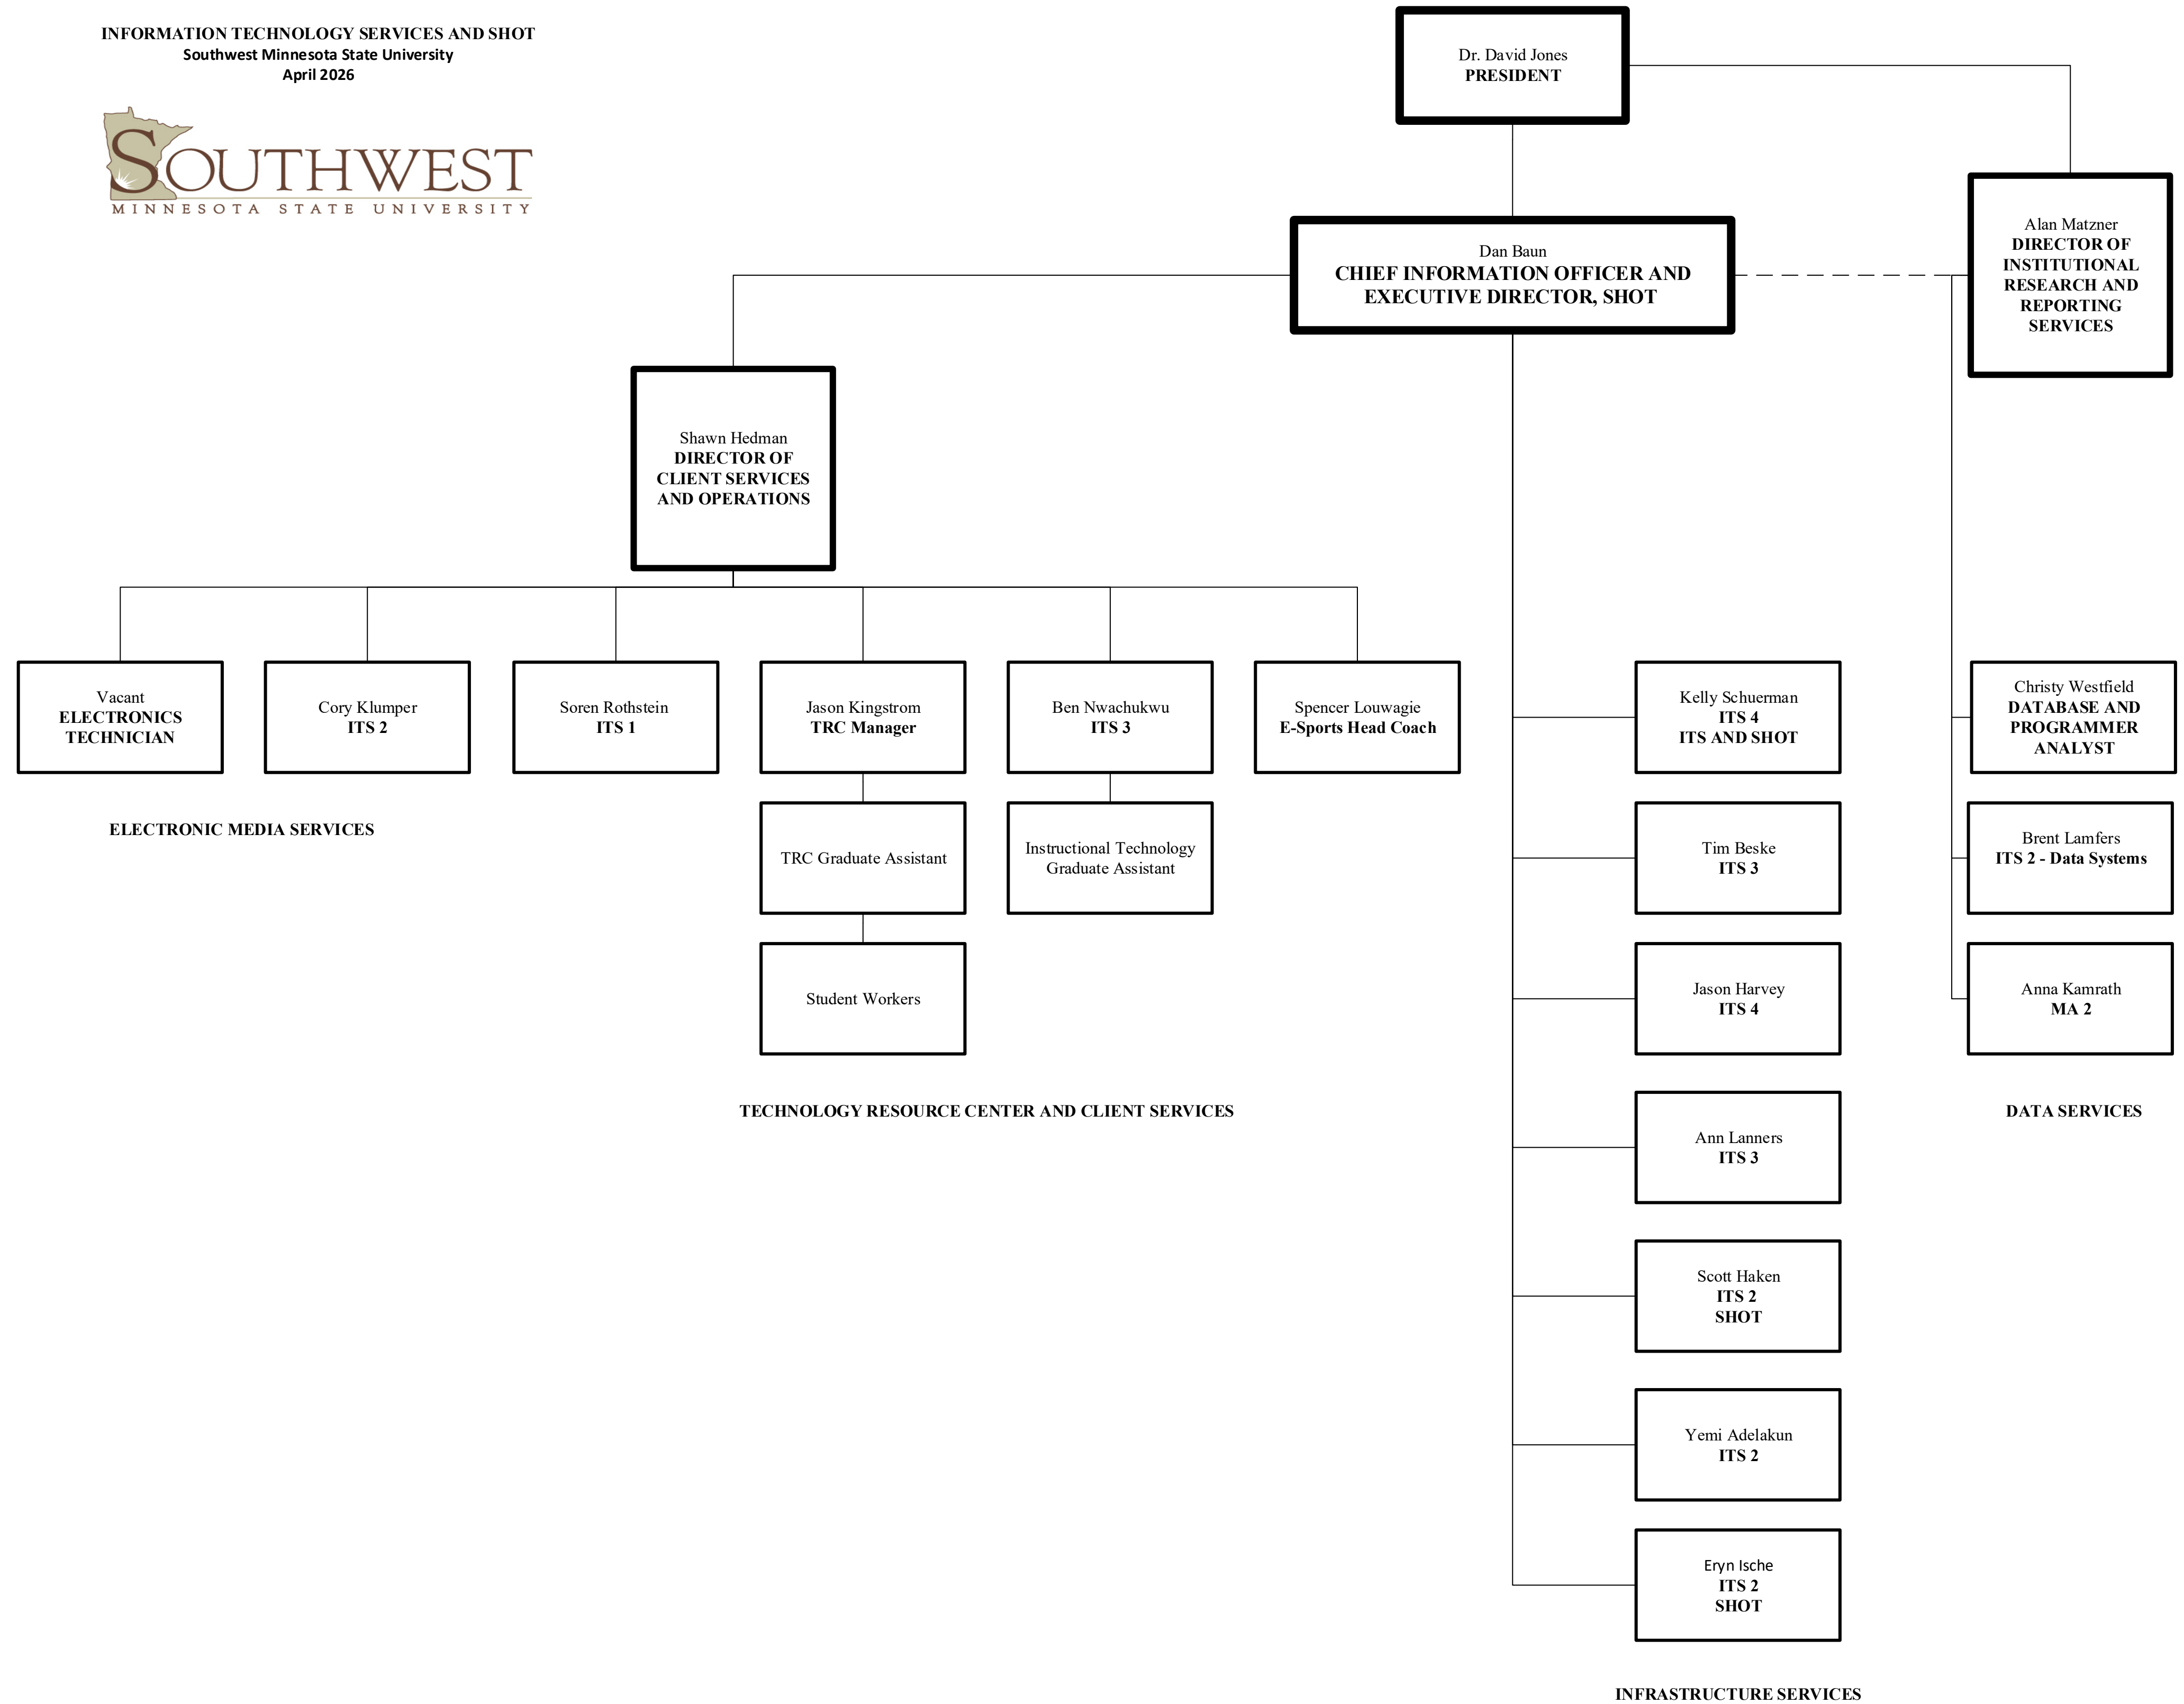 INFORMATION TECHNOLOGY SERVICES AND SHOT
Southwest Minnesota State University
April 2026
SOUTHWEST
MINNESOTA STATE UNIVERSITY
Dr. David Jones
PRESIDENT
Dan Baun
CHIEF INFORMATION OFFICER AND
EXECUTIVE DIRECTOR, SHOT
Alan Matzner
DIRECTOR OF
INSTITUTIONAL
RESEARCH AND
REPORTING
SERVICES
Shawn Hedman
DIRECTOR OF
CLIENT SERVICES
AND OPERATIONS
Vacant
ELECTRONICS
TECHNICIAN
Cory Klumper
ITS 2
Soren Rothstein
ITS 1
Jason Kingstrom
TRC Manager
Ben Nwachukwu
ITS 3
Spencer Louwagie
E-Sports Head Coach
Kelly Schuerman
ITS 4
ITS AND SHOT
Christy Westfield
DATABASE AND
PROGRAMMER
ANALYST
ELECTRONIC MEDIA SERVICES
TRC Graduate Assistant
Instructional Technology
Graduate Assistant
Tim Beske
ITS 3
Brent Lamfers
ITS 2 - Data Systems
Student Workers
Jason Harvey
ITS 4
Anna Kamrath
MA 2
TECHNOLOGY RESOURCE CENTER AND CLIENT SERVICES
DATA SERVICES
Ann Lanners
ITS 3
Scott Haken
ITS 2
SHOT
Yemi Adelakun
ITS 2
Eryn Ische
ITS 2
SHOT
INFRASTRUCTURE SERVICES